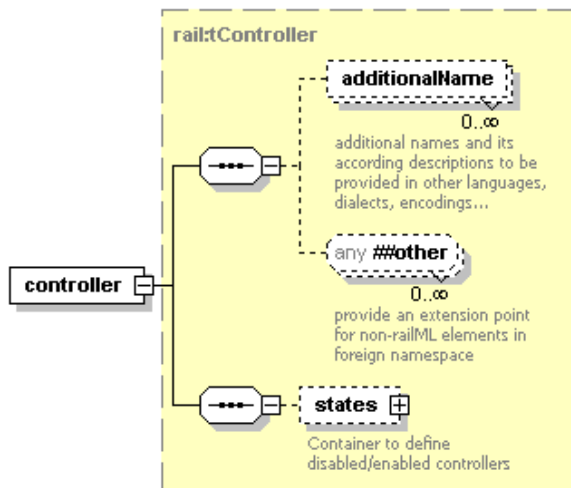 rail:tController
additionalName
0..∞
additional names and its
according descriptions to be
provided in other languages,
dialects, encodings...
any ##other
0..∞
provide an extension point
for non-railML elements in
foreign namespace
controller
states
Container to define
disabled/enabled controllers